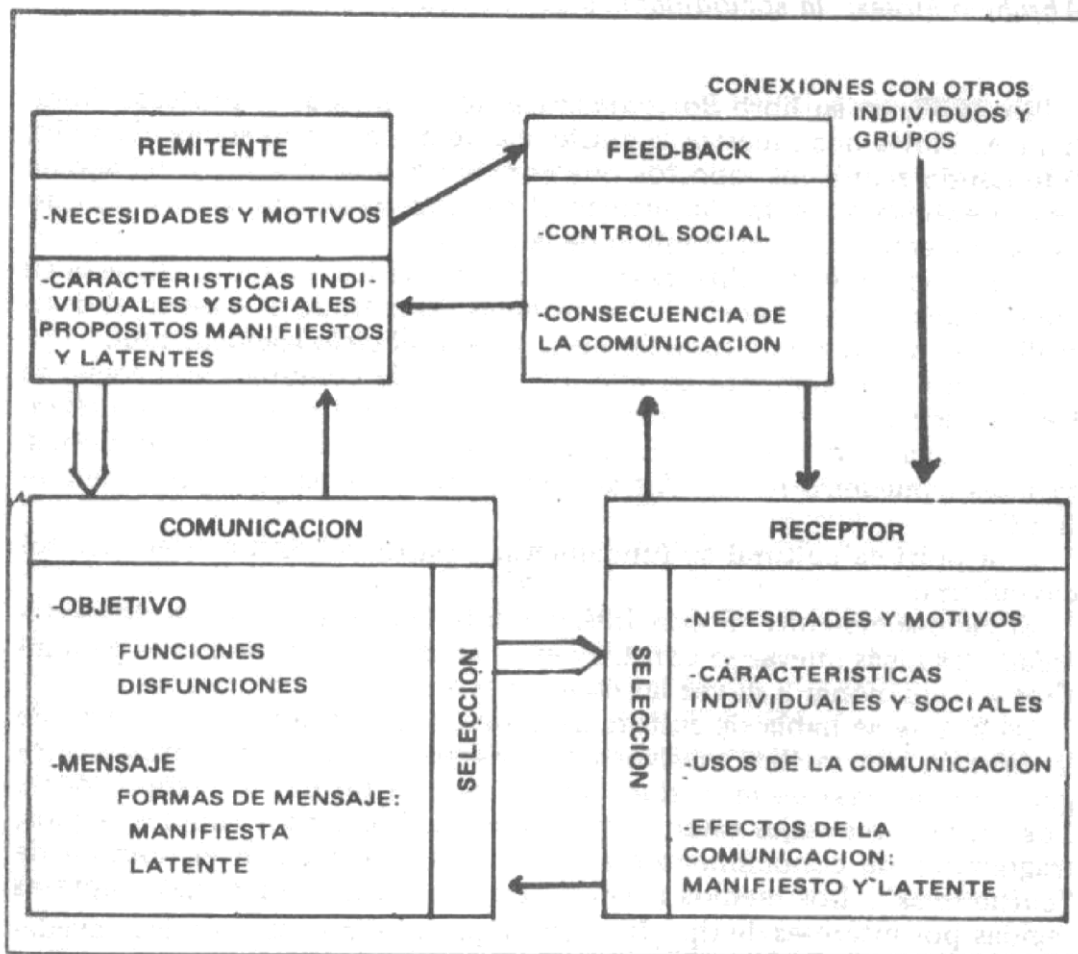 CONEXIONES CON OTROS
INDIVIDUOS Y
GRUPOS
REMITENTE
-NECESIDADES Y MOTIVOS
-CARACTERISTICAS INDI-
VIDUALES Y SOCIALES
PROPOSITOS MANIFIESTOS
Y LATENTES
FEED-BACK
-CONTROL SOCIAL
-CONSECUENCIA DE
LA COMUNICACION
COMUNICACION
-OBJETIVO
FUNCIONES
DISFUNCIONES
-MENSAJE
FORMAS DE MENSAJE:
MANIFIESTA
LATENTE
SELECCION
RECEPTOR
SELECCION
-NECESIDADES Y MOTIVOS
-CARACTERISTICAS
INDIVIDUALES Y SOCIALES
-USOS DE LA COMUNICACION
-EFECTOS DE LA
COMUNICACION:
MANIFIESTO Y LATENTE